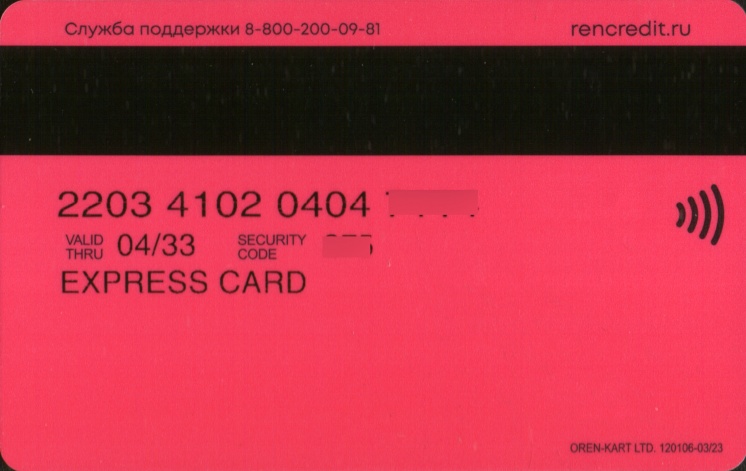 Служба поддержки 8-800-200-09-81 rencredit.ru
2203 4102 0404
VALID THRU 04/33 SECURITY CODE
EXPRESS CARD
OREN-KART LTD. 120106-03/23